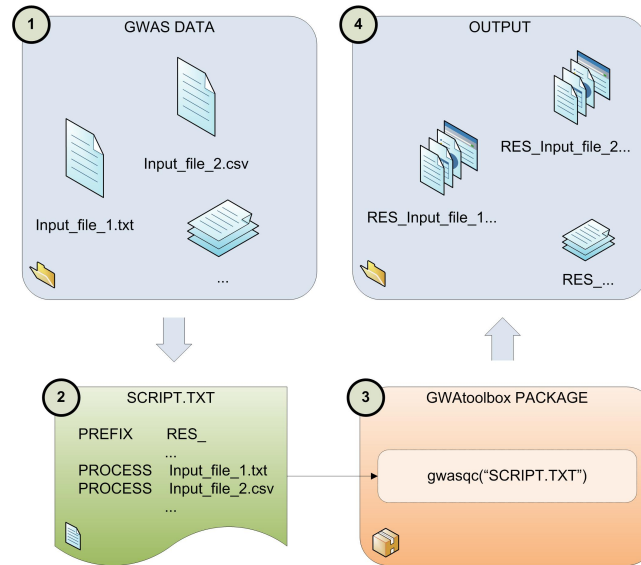 1
GWAS DATA
Input_file_2.csv
Input_file_1.txt
...
4
OUTPUT
RES_Input_file_2...
RES_Input_file_1...
RES_...
2
SCRIPT.TXT
PREFIX RES_
...
PROCESS Input_file_1.txt
PROCESS Input_file_2.csv
...
3
GWAtoolbox PACKAGE
gwasqc(“SCRIPT.TXT”)